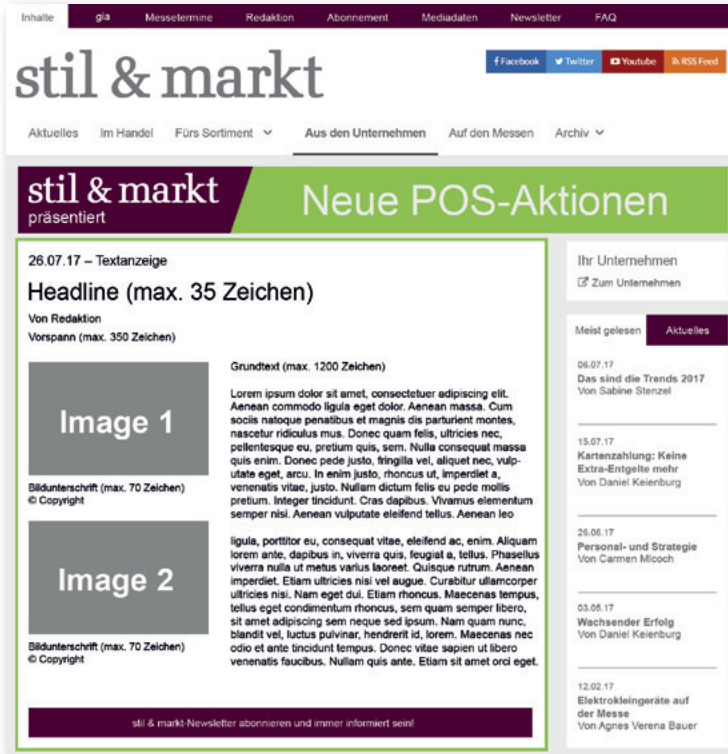 Inhalte gia Messetermine Redaktion Abonnement Mediadaten Newsletter FAQ
stil & markt
Facebook Twitter Youtube RSS Feed
Aktuelles Im Handel Fürs Sortiment Aus den Unternehmen Auf den Messen Archiv
stil & markt
präsentiert
Neue POS-Aktionen
26.07.17 – Textanzeige
Headline (max. 35 Zeichen)
Von Redaktion
Vorspann (max. 350 Zeichen)
Image 1
Bildunterschrift (max. 70 Zeichen)
© Copyright
Image 2
Bildunterschrift (max. 70 Zeichen)
© Copyright
Grundtext (max. 1200 Zeichen)
Lorem ipsum dolor sit amet, consectetuer adipiscing elit.
Aenean commodo ligula eget dolor. Aenean massa. Cum
sociis natoque penatibus et magnis dis parturient montes,
nascetur ridiculus mus. Donec quam felis, ultricies nec,
pellentesque eu, pretium quis, sem. Nulla consequat massa
quis enim. Donec pede justo, fringilla vel, aliquet nec, vulp-
utate eget, arcu. In enim justo, rhoncus ut, imperdiet a,
venenatis vitae, justo. Nullam dictum felis eu pede mollis
pretium. Integer tincidunt. Cras dapibus. Vivamus elementum
semper nisi. Aenean vulputate eleifend tellus. Aenean leo
ligula, porttitor eu, consequat vitae, eleifend ac, enim. Aliquam
lorem ante, dapibus in, viverra quis, feugiat a, tellus. Phasellus
viverra nulla ut metus varius laoreet. Quisque rutrum. Aenean
imperdiet. Etiam ultricies nisi vel augue. Curabitur ullamcorper
ultricies nisi. Nam eget dui. Etiam rhoncus. Maecenas tempus,
tellus eget condimentum rhoncus, sem quam semper libero,
sit amet adipiscing sem neque sed ipsum. Nam quam nunc,
blandit vel, luctus pulvinar, hendrerit id, lorem. Maecenas nec
odio et ante tincidunt tempus. Donec vitae sapien ut libero
venenatis faucibus. Nullam quis ante. Etiam sit amet orci eget.
stil & markt-Newsletter abonnieren und immer informiert sein!
Ihr Unternehmen
Zum Unternehmen
Meist gelesen Aktuelles
06.07.17
Das sind die Trends 2017
Von Sabine Stenzel
15.07.17
Kartenzahlung: Keine
Extra-Entgelte mehr
Von Daniel Keienburg
26.06.17
Personal- und Strategie
Von Carmen Mlcoch
03.05.17
Wachsender Erfolg
Von Daniel Keienburg
12.02.17
Elektrokleingeräte auf
der Messe
Von Agnes Verena Bauer